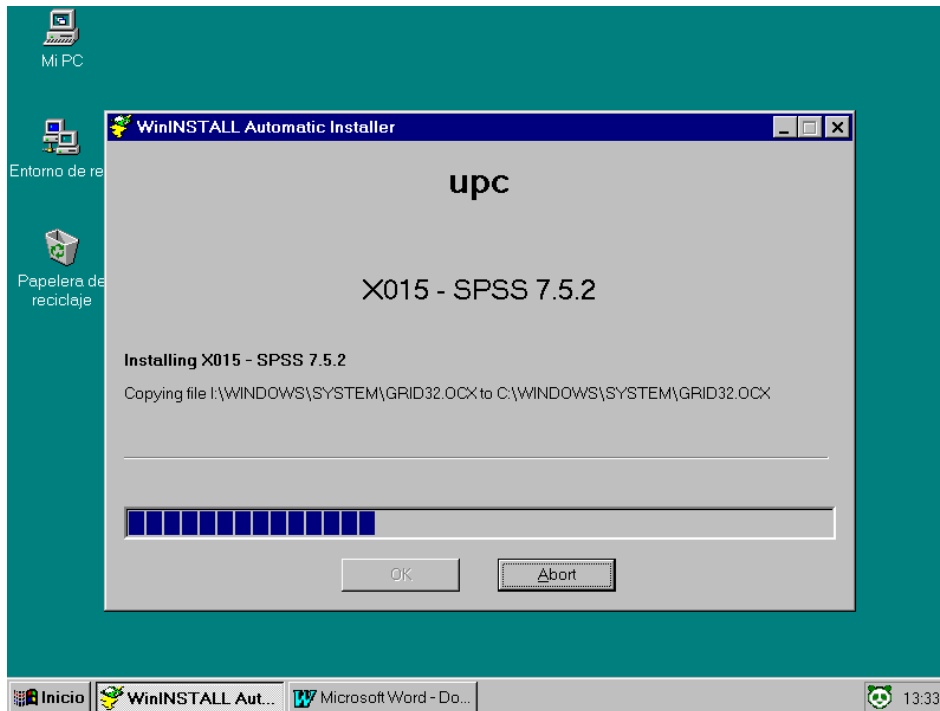 Mi PC
Entorno de re
Papelera de
reciclaje
WinINSTALL Automatic Installer
upc
X015 - SPSS 7.5.2
Installing X015 - SPSS 7.5.2
Copying file I:\WINDOWS\SYSTEM\GRID32.OCX to C:\WINDOWS\SYSTEM\GRID32.OCX
OK
Abort
Inicio
WinINSTALL Aut...
Microsoft Word - Do...
13:33